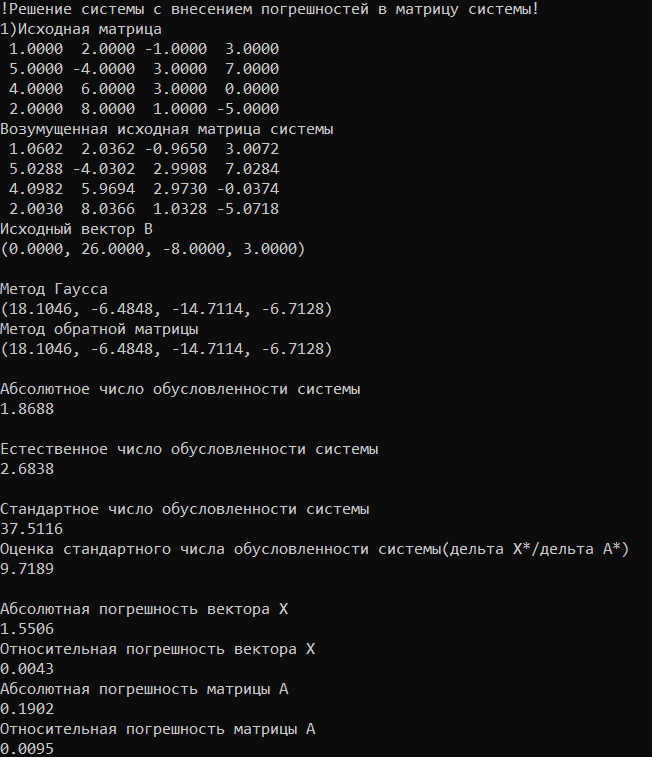 !Решение системы с внесением погрешностей в матрицу системы!
1)Исходная матрица
1.0000 2.0000 -1.0000 3.0000
5.0000 -4.0000 3.0000 7.0000
4.0000 6.0000 3.0000 0.0000
2.0000 8.0000 1.0000 -5.0000
Возумущенная исходная матрица системы
1.0602 2.0362 -0.9650 3.0072
5.0288 -4.0302 2.9908 7.0284
4.0982 5.9694 2.9730 -0.0374
2.0030 8.0366 1.0328 -5.0718
Исходный вектор B
(0.0000, 26.0000, -8.0000, 3.0000)
Метод Гаусса
(18.1046, -6.4848, -14.7114, -6.7128)
Метод обратной матрицы
(18.1046, -6.4848, -14.7114, -6.7128)
Абсолютное число обусловленности системы
1.8688
Естественное число обусловленности системы
2.6838
Стандартное число обусловленности системы
37.5116
Оценка стандартного числа обусловленности системы(дельта X*/дельта A*)
9.7189
Абсолютная погрешность вектора X
1.5506
Относительная погрешность вектора X
0.0043
Абсолютная погрешность матрицы A
0.1902
Относительная погрешность матрицы A
0.0095